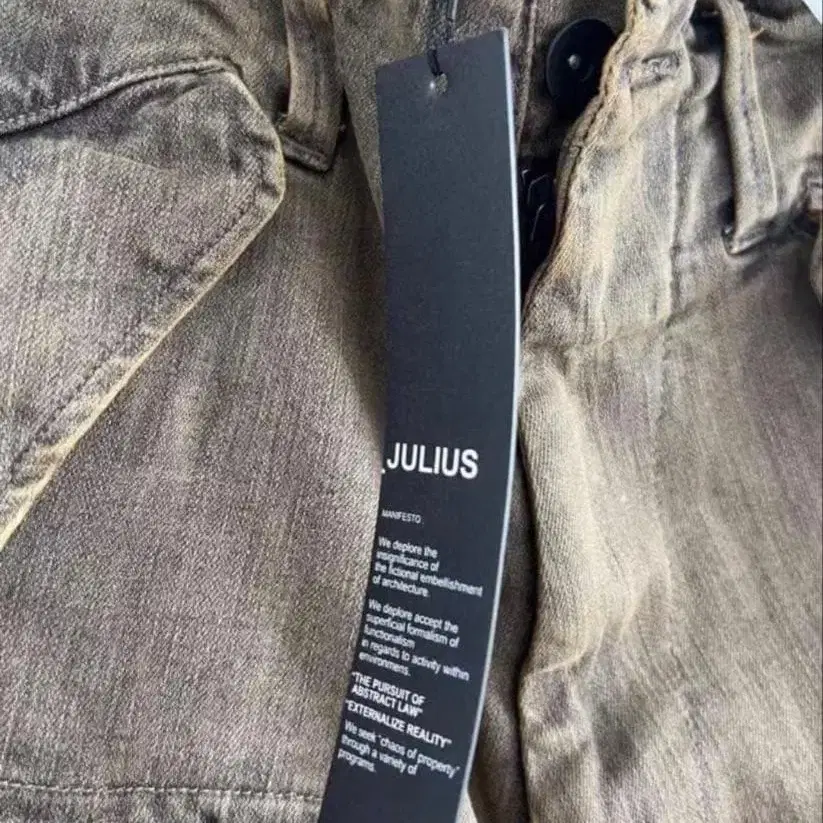 _JULIUS
MANIFESTO.
We deplore the
insignificance of
the fictional embellishment
of architecture.
We deplore accept the
superficial formalism of
functionalism
in regards to activity within
environmens.
"THE PURSUIT OF
ABSTRACT LAW"
"EXTERNALIZE REALITY"
We seek "chaos of property"
through a variety of
programs.